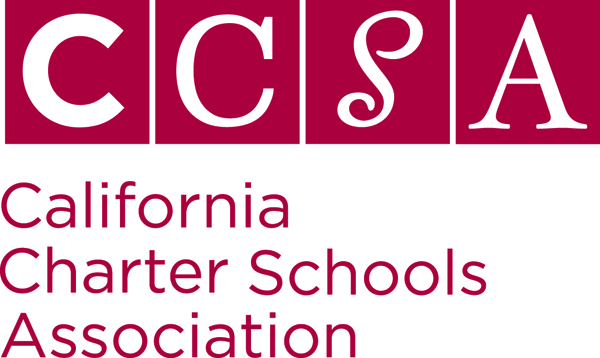 CCSA
California
Charter Schools
Association